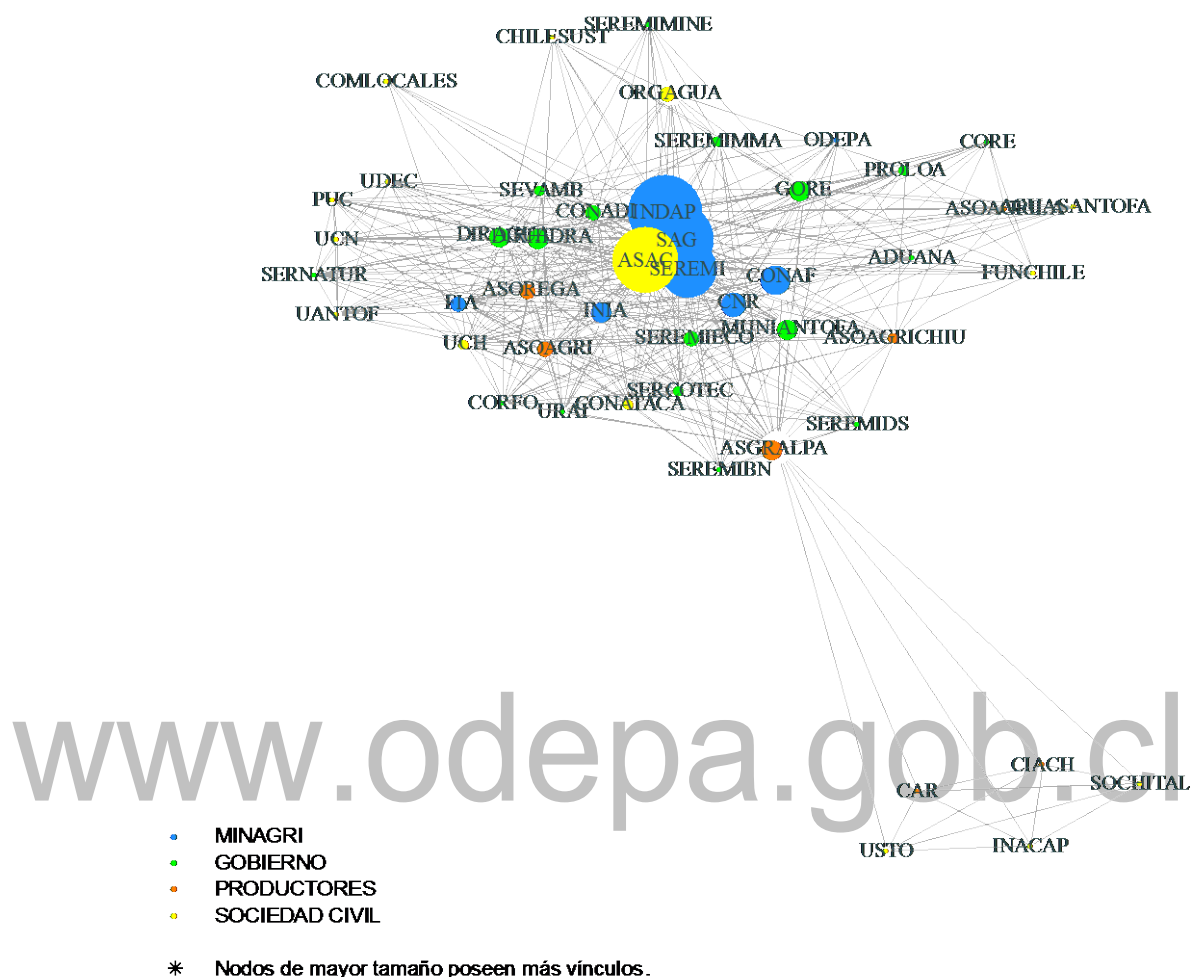 SEREMIMINE
CHILESUST
COMLOCALES
ORGAGUA
SEREMIMMA
ODEPA
CORE
PROLOA
UDEC
SEVAMB
GORE
PUC
CONADI
INDAP
AGUASANTOFA
UCN
SAG
ASAC
SEREMI
ADUANA
SERNATUR
CONAF
FUNCHILE
ASOREGA
FIA
INIA
CNR
UANTOF
MUNIANTOFA
SEREMIECO
ASOAGRICHIU
UCH
ASOAGRI
SERCOTEC
CORFO
URAI
CONATACA
SEREMIDS
ASGRALPA
SEREMIBN
www.odepa.gob.cl
CIACH
SOCHITAL
CAR
USTO
INACAP
MINAGRI
GOBIERNO
PRODUCTORES
SOCIEDAD CIVIL
* Nodos de mayor tamaño poseen más vínculos.